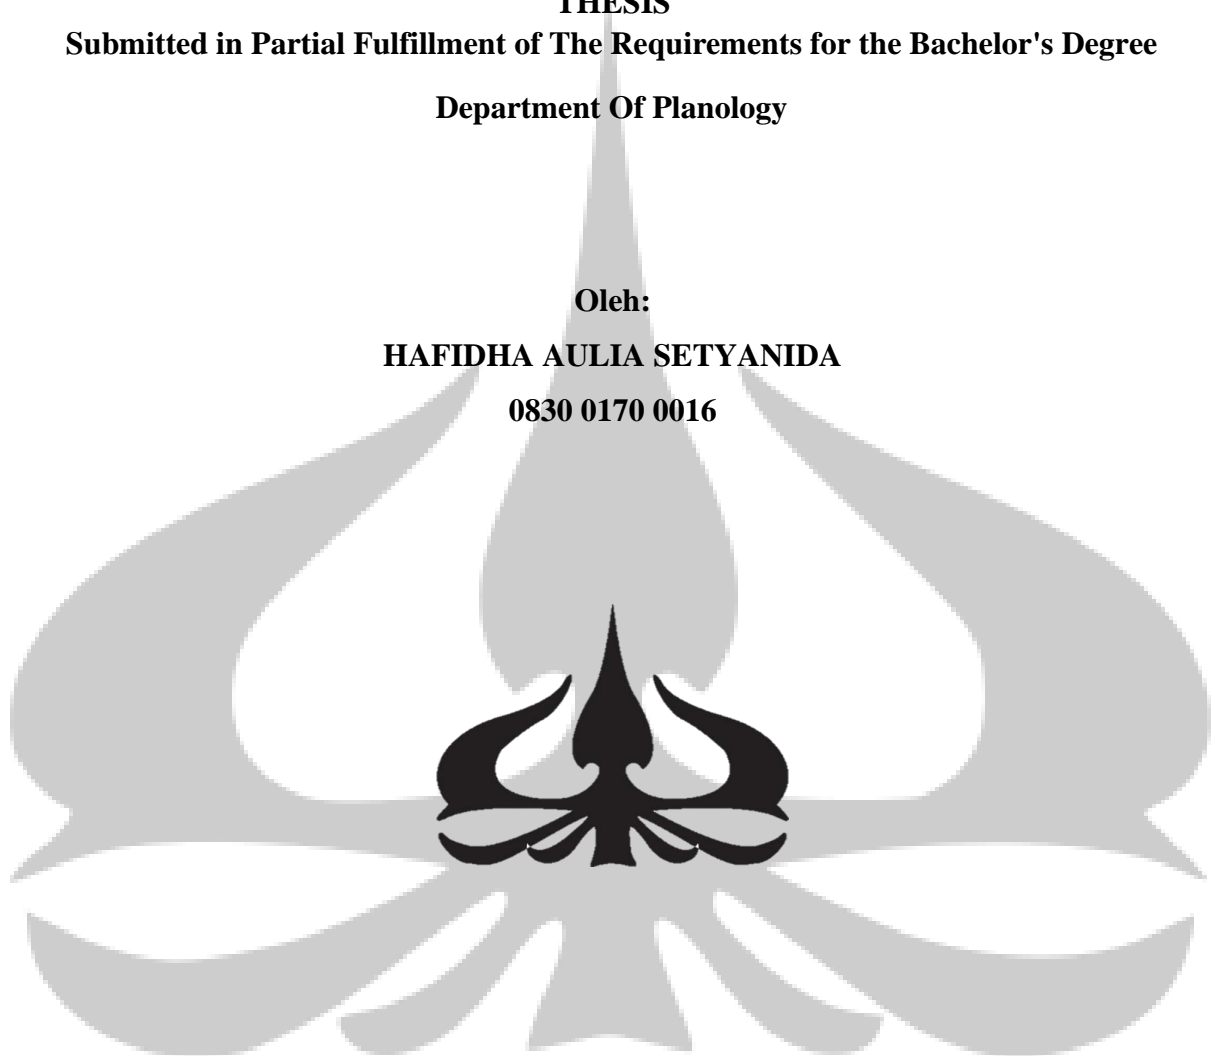 THESIS
Submitted in Partial Fulfillment of The Requirements for the Bachelor's Degree
Department Of Planology
Oleh:
HAFIDHA AULIA SETYANIDA
0830 0170 0016